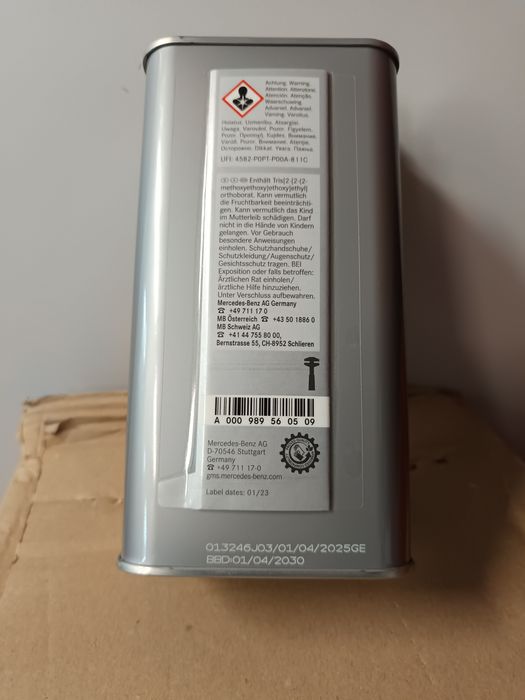 Achtung. Warning.
Attention. Attenzione.
Atención. Atenção.
Waarschuwing.
Advarsel. Advarsel.
Varning. Varoitus.
Hoiatus. Uzmanību. Atsargiai.
Uwaga. Varování. Pozor. Figyelem.
Pozor. Προσοχή. Kujdes. Внимание.
Varúð. Pozor. Внимание. Atenție.
Осторожно. Dikkat. Увага. Пажња.
UFI: 4582-P0PT-P00A-811C
Enthält Tris[2-[2-(2-
methoxyethoxy)ethoxy]ethyl]
orthoborat. Kann vermutlich
die Fruchtbarkeit beeinträchti-
gen. Kann vermutlich das Kind
im Mutterleib schädigen. Darf
nicht in die Hände von Kindern
gelangen. Vor Gebrauch
besondere Anweisungen
einholen. Schutzhandschuhe/
Schutzkleidung/Augenschutz/
Gesichtsschutz tragen. BEI
Exposition oder falls betroffen:
Ärztlichen Rat einholen/
ärztliche Hilfe hinzuziehen.
Unter Verschluss aufbewahren.
Mercedes-Benz AG Germany
☎ +49 711 17 0
MB Österreich ☎ +43 50 1886 0
MB Schweiz AG
☎ +41 44 755 80 00,
Bernstrasse 55, CH-8952 Schlieren
A 000 989 56 05 09
Mercedes-Benz AG
D-70546 Stuttgart
Germany
☎ +49 711 17-0
gms.mercedes-benz.com
Label dates: 01/23
013246J03/01/04/2025GE
BBD:01/04/2030